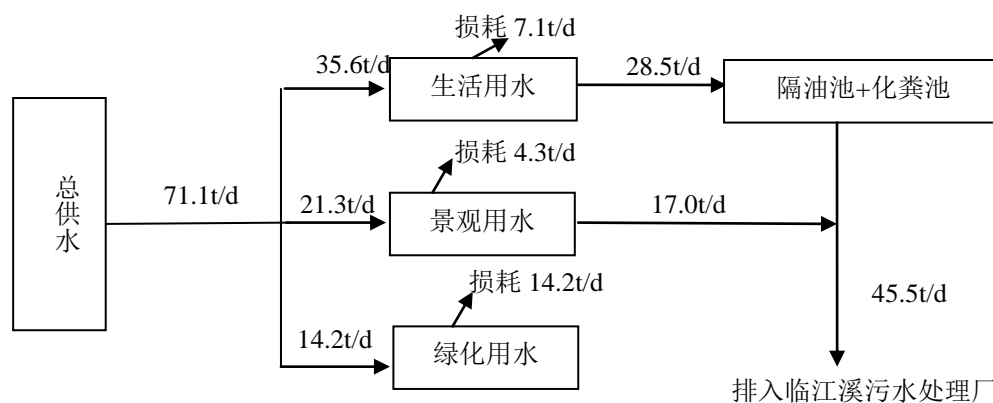 损耗 7.1t/d
35.6t/d
生活用水
28.5t/d
隔油池+化粪池
损耗 4.3t/d
总供水
71.1t/d
21.3t/d
景观用水
17.0t/d
损耗 14.2t/d
45.5t/d
14.2t/d
绿化用水
排入临江溪污水处理厂